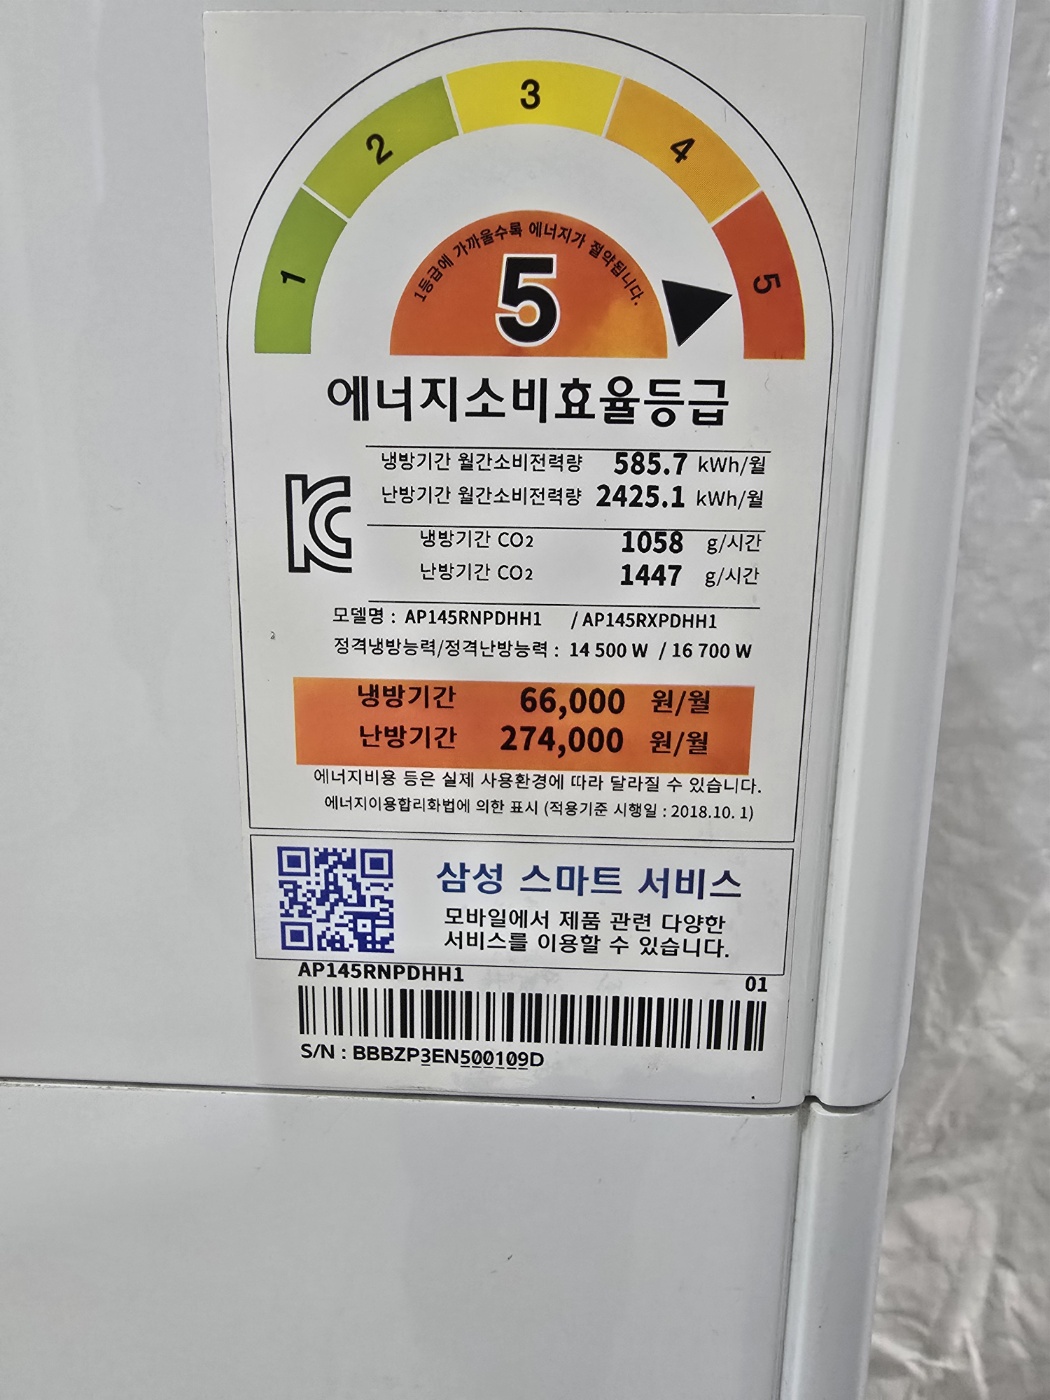 1
2
3
4
5
1등급에 가까울수록 에너지가 절약됩니다.
5
에너지소비효율등급
냉방기간 월간소비전력량 585.7 kWh/월
난방기간 월간소비전력량 2425.1 kWh/월
냉방기간 CO2 1058 g/시간
난방기간 CO2 1447 g/시간
모델명 : AP145RNPDHH1 / AP145RXPDHH1
정격냉방능력/정격난방능력 : 14 500 W / 16 700 W
냉방기간 66,000 원/월
난방기간 274,000 원/월
에너지비용 등은 실제 사용환경에 따라 달라질 수 있습니다.
에너지이용합리화법에 의한 표시 (적용기준 시행일 : 2018.10. 1)
삼성 스마트 서비스
모바일에서 제품 관련 다양한
서비스를 이용할 수 있습니다.
AP145RNPDHH1 01
S/N : BBBZP3EN500109D